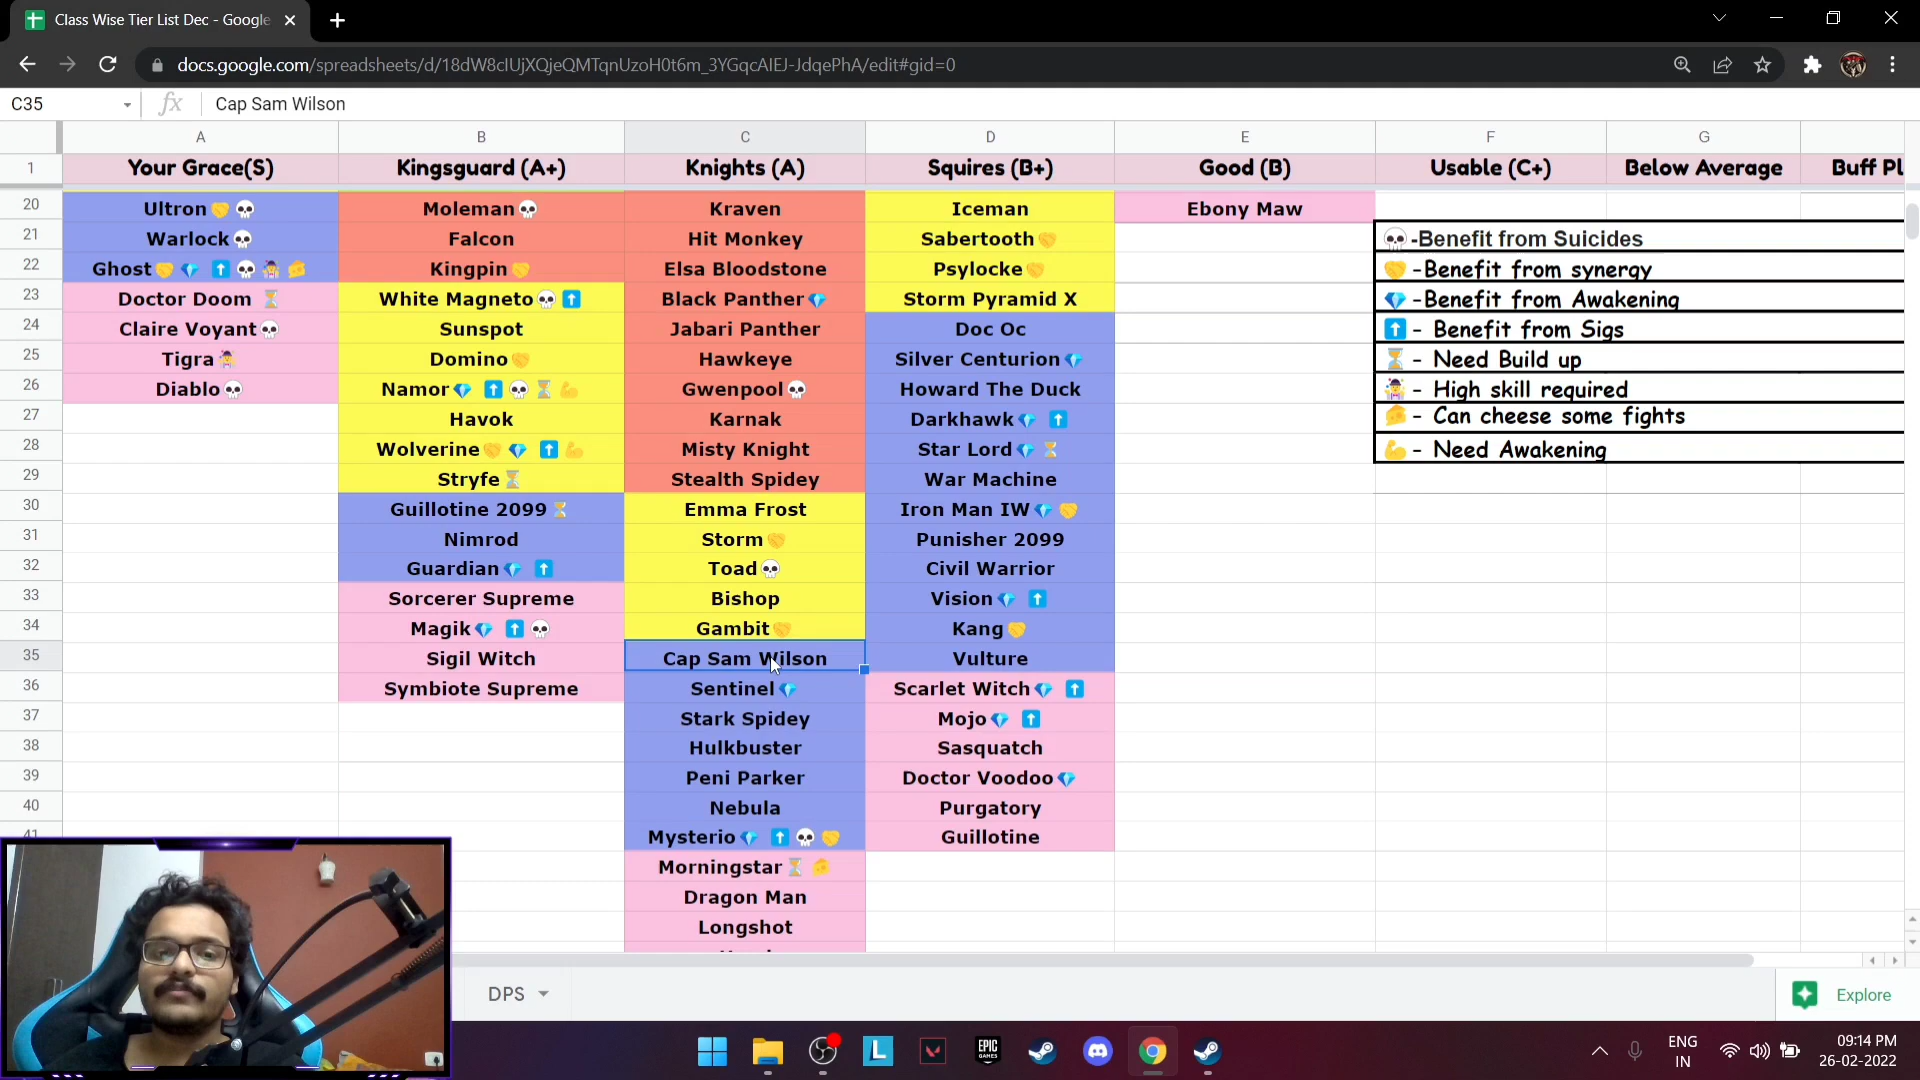 Class Wise Tier List Dec - Google
docs.google.com/spreadsheets/d/18dW8cIUjXQjeQMTqnUzoH0t6m_3YGqcAIEJ-JdqePhA/edit#gid=0
C35 fx Cap Sam Wilson
A B C D E F G
1 Your Grace(S) Kingsguard (A+) Knights (A) Squires (B+) Good (B) Usable (C+) Below Average Buff Pl
20 Ultron🤝💀 Moleman💀 Kraven Iceman Ebony Maw
21 Warlock💀 Falcon Hit Monkey Sabertooth🤝 💀-Benefit from Suicides
22 Ghost🤝💎⬆️💀🤹🧀 Kingpin🤝 Elsa Bloodstone Psylocke🤝 🤝-Benefit from synergy
23 Doctor Doom⏳ White Magneto💀⬆️ Black Panther💎 Storm Pyramid X 💎-Benefit from Awakening
24 Claire Voyant💀 Sunspot Jabari Panther Doc Oc ⬆️- Benefit from Sigs
25 Tigra🤹 Domino🤝 Hawkeye Silver Centurion💎 ⏳- Need Build up
26 Diablo💀 Namor💎⬆️💀⏳💪 Gwenpool💀 Howard The Duck 🤹- High skill required
27 Havok Karnak Darkhawk💎⬆️ 🧀- Can cheese some fights
28 Wolverine🤝💎⬆️💪 Misty Knight Star Lord💎⏳ 💪- Need Awakening
29 Stryfe⏳ Stealth Spidey War Machine
30 Guillotine 2099⏳ Emma Frost Iron Man IW💎🤝
31 Nimrod Storm🤝 Punisher 2099
32 Guardian💎⬆️ Toad💀 Civil Warrior
33 Sorcerer Supreme Bishop Vision💎⬆️
34 Magik💎⬆️💀 Gambit🤝 Kang🤝
35 Sigil Witch Cap Sam Wilson Vulture
36 Symbiote Supreme Sentinel💎 Scarlet Witch💎⬆️
37 Stark Spidey Mojo💎⬆️
38 Hulkbuster Sasquatch
39 Peni Parker Doctor Voodoo💎
40 Nebula Purgatory
41 Mysterio💎⬆️💀🤝 Guillotine
Morningstar⏳🧀
Dragon Man
Longshot
DPS
Explore
L
EPIC
GAMES
ENG
IN
09:14 PM
26-02-2022